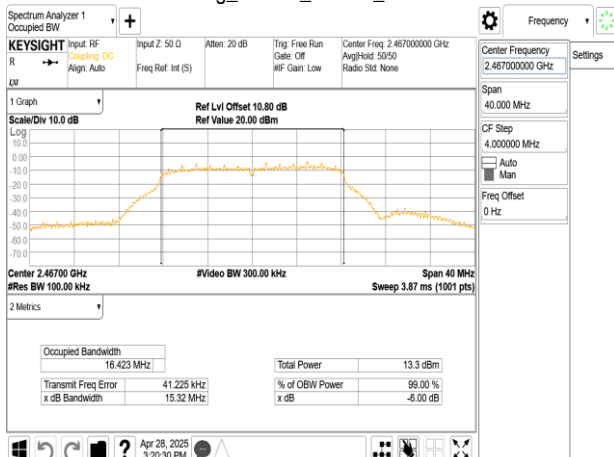 Spectrum Analyzer 1
Occupied BW
+
Frequency
KEYSIGHT
R
LXI
Input: RF
Coupling: DC
Align: Auto
Input Z: 50 Ω
Freq Ref: Int (S)
Atten: 20 dB
Trig: Free Run
Gate: Off
#IF Gain: Low
Center Freq: 2.467000000 GHz
Avg|Hold: 50/50
Radio Std: None
Center Frequency
2.467000000 GHz
Settings
Span
40.000 MHz
CF Step
4.000000 MHz
Auto
Man
Freq Offset
0 Hz
1 Graph
Scale/Div 10.0 dB
Ref Lvl Offset 10.80 dB
Ref Value 20.00 dBm
Log
10.0
0.00
-10.0
-20.0
-30.0
-40.0
-50.0
-60.0
-70.0
Center 2.46700 GHz
#Video BW 300.00 kHz
Span 40 MHz
#Res BW 100.00 kHz
Sweep 3.87 ms (1001 pts)
2 Metrics
Occupied Bandwidth
16.423 MHz
Total Power 13.3 dBm
Transmit Freq Error 41.225 kHz
% of OBW Power 99.00 %
x dB Bandwidth 15.32 MHz
x dB -6.00 dB
?
Apr 28, 2025
3:20:30 PM